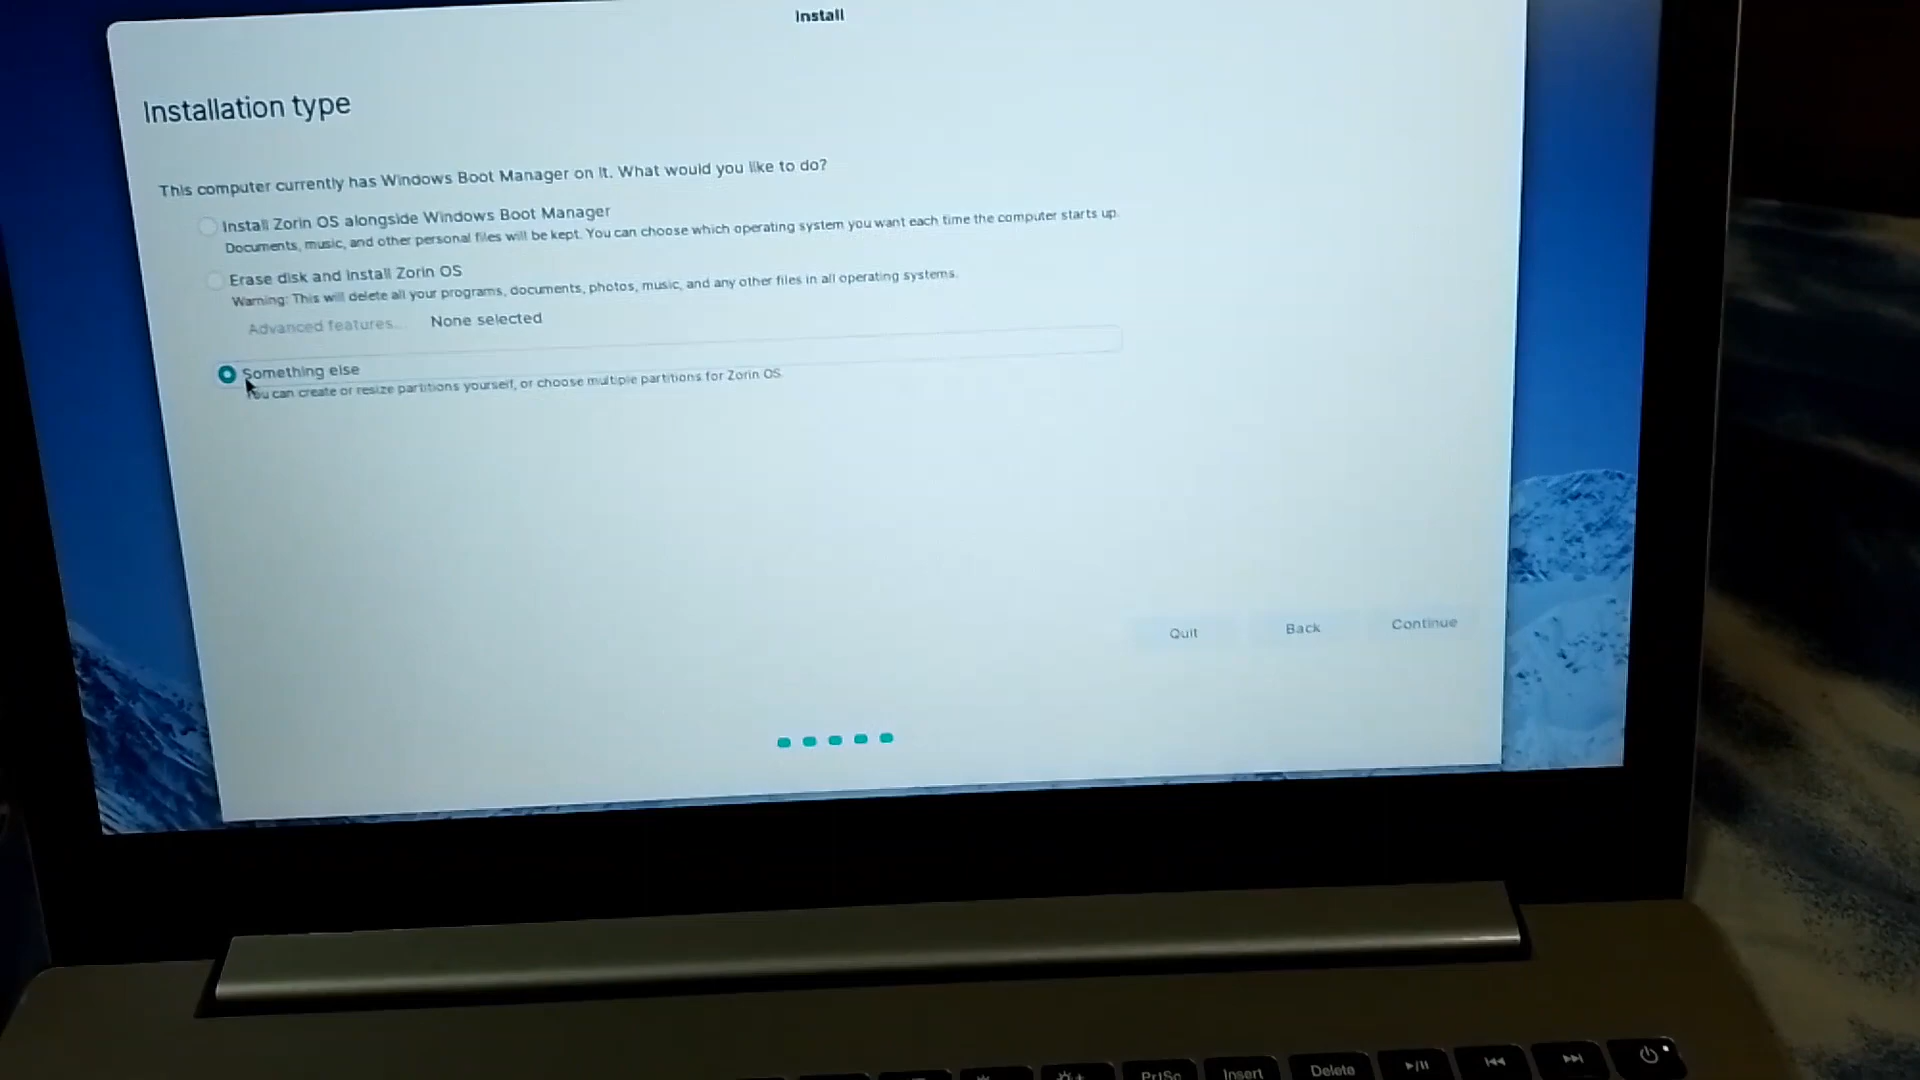 Install
Installation type
This computer currently has Windows Boot Manager on it. What would you like to do?
Install Zorin OS alongside Windows Boot Manager
Documents, music, and other personal files will be kept. You can choose which operating system you want each time the computer starts up.
Erase disk and install Zorin OS
Warning: This will delete all your programs, documents, photos, music, and any other files in all operating systems.
Advanced features... None selected
Something else
You can create or resize partitions yourself, or choose multiple partitions for Zorin OS.
Quit Back Continue
PrtSc Insert Delete